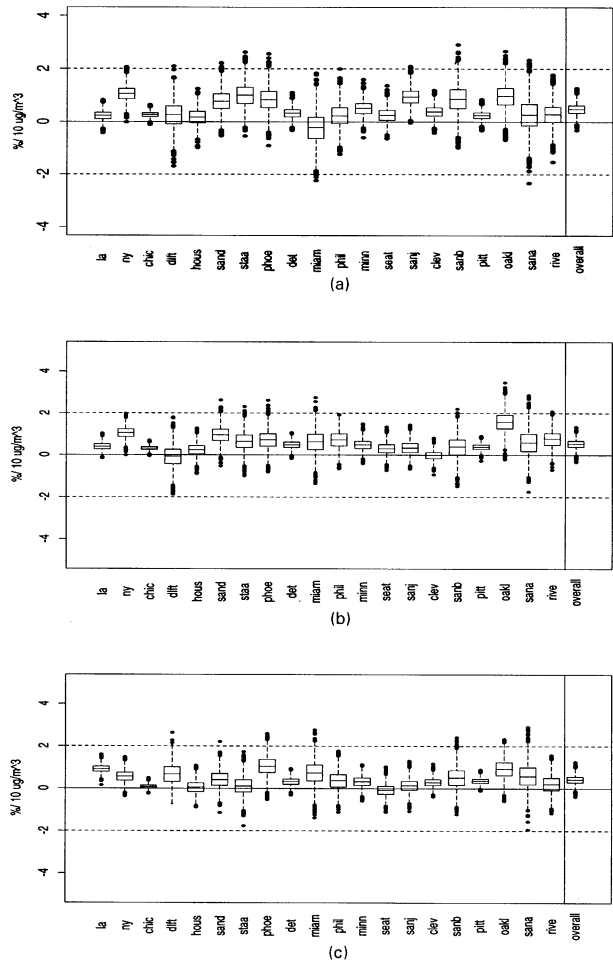 4
2
0
-2
-4
%/ 10 ug/m^3
la ny chic dlft hous sand staa phoe det miam phil minn seat sanj clev sanb pitt oakl sana rive overall
(a)
4
2
0
-2
-4
%/ 10 ug/m^3
la ny chic dlft hous sand staa phoe det miam phil minn seat sanj clev sanb pitt oakl sana rive overall
(b)
4
2
0
-2
-4
%/ 10 ug/m^3
la ny chic dlft hous sand staa phoe det miam phil minn seat sanj clev sanb pitt oakl sana rive overall
(c)